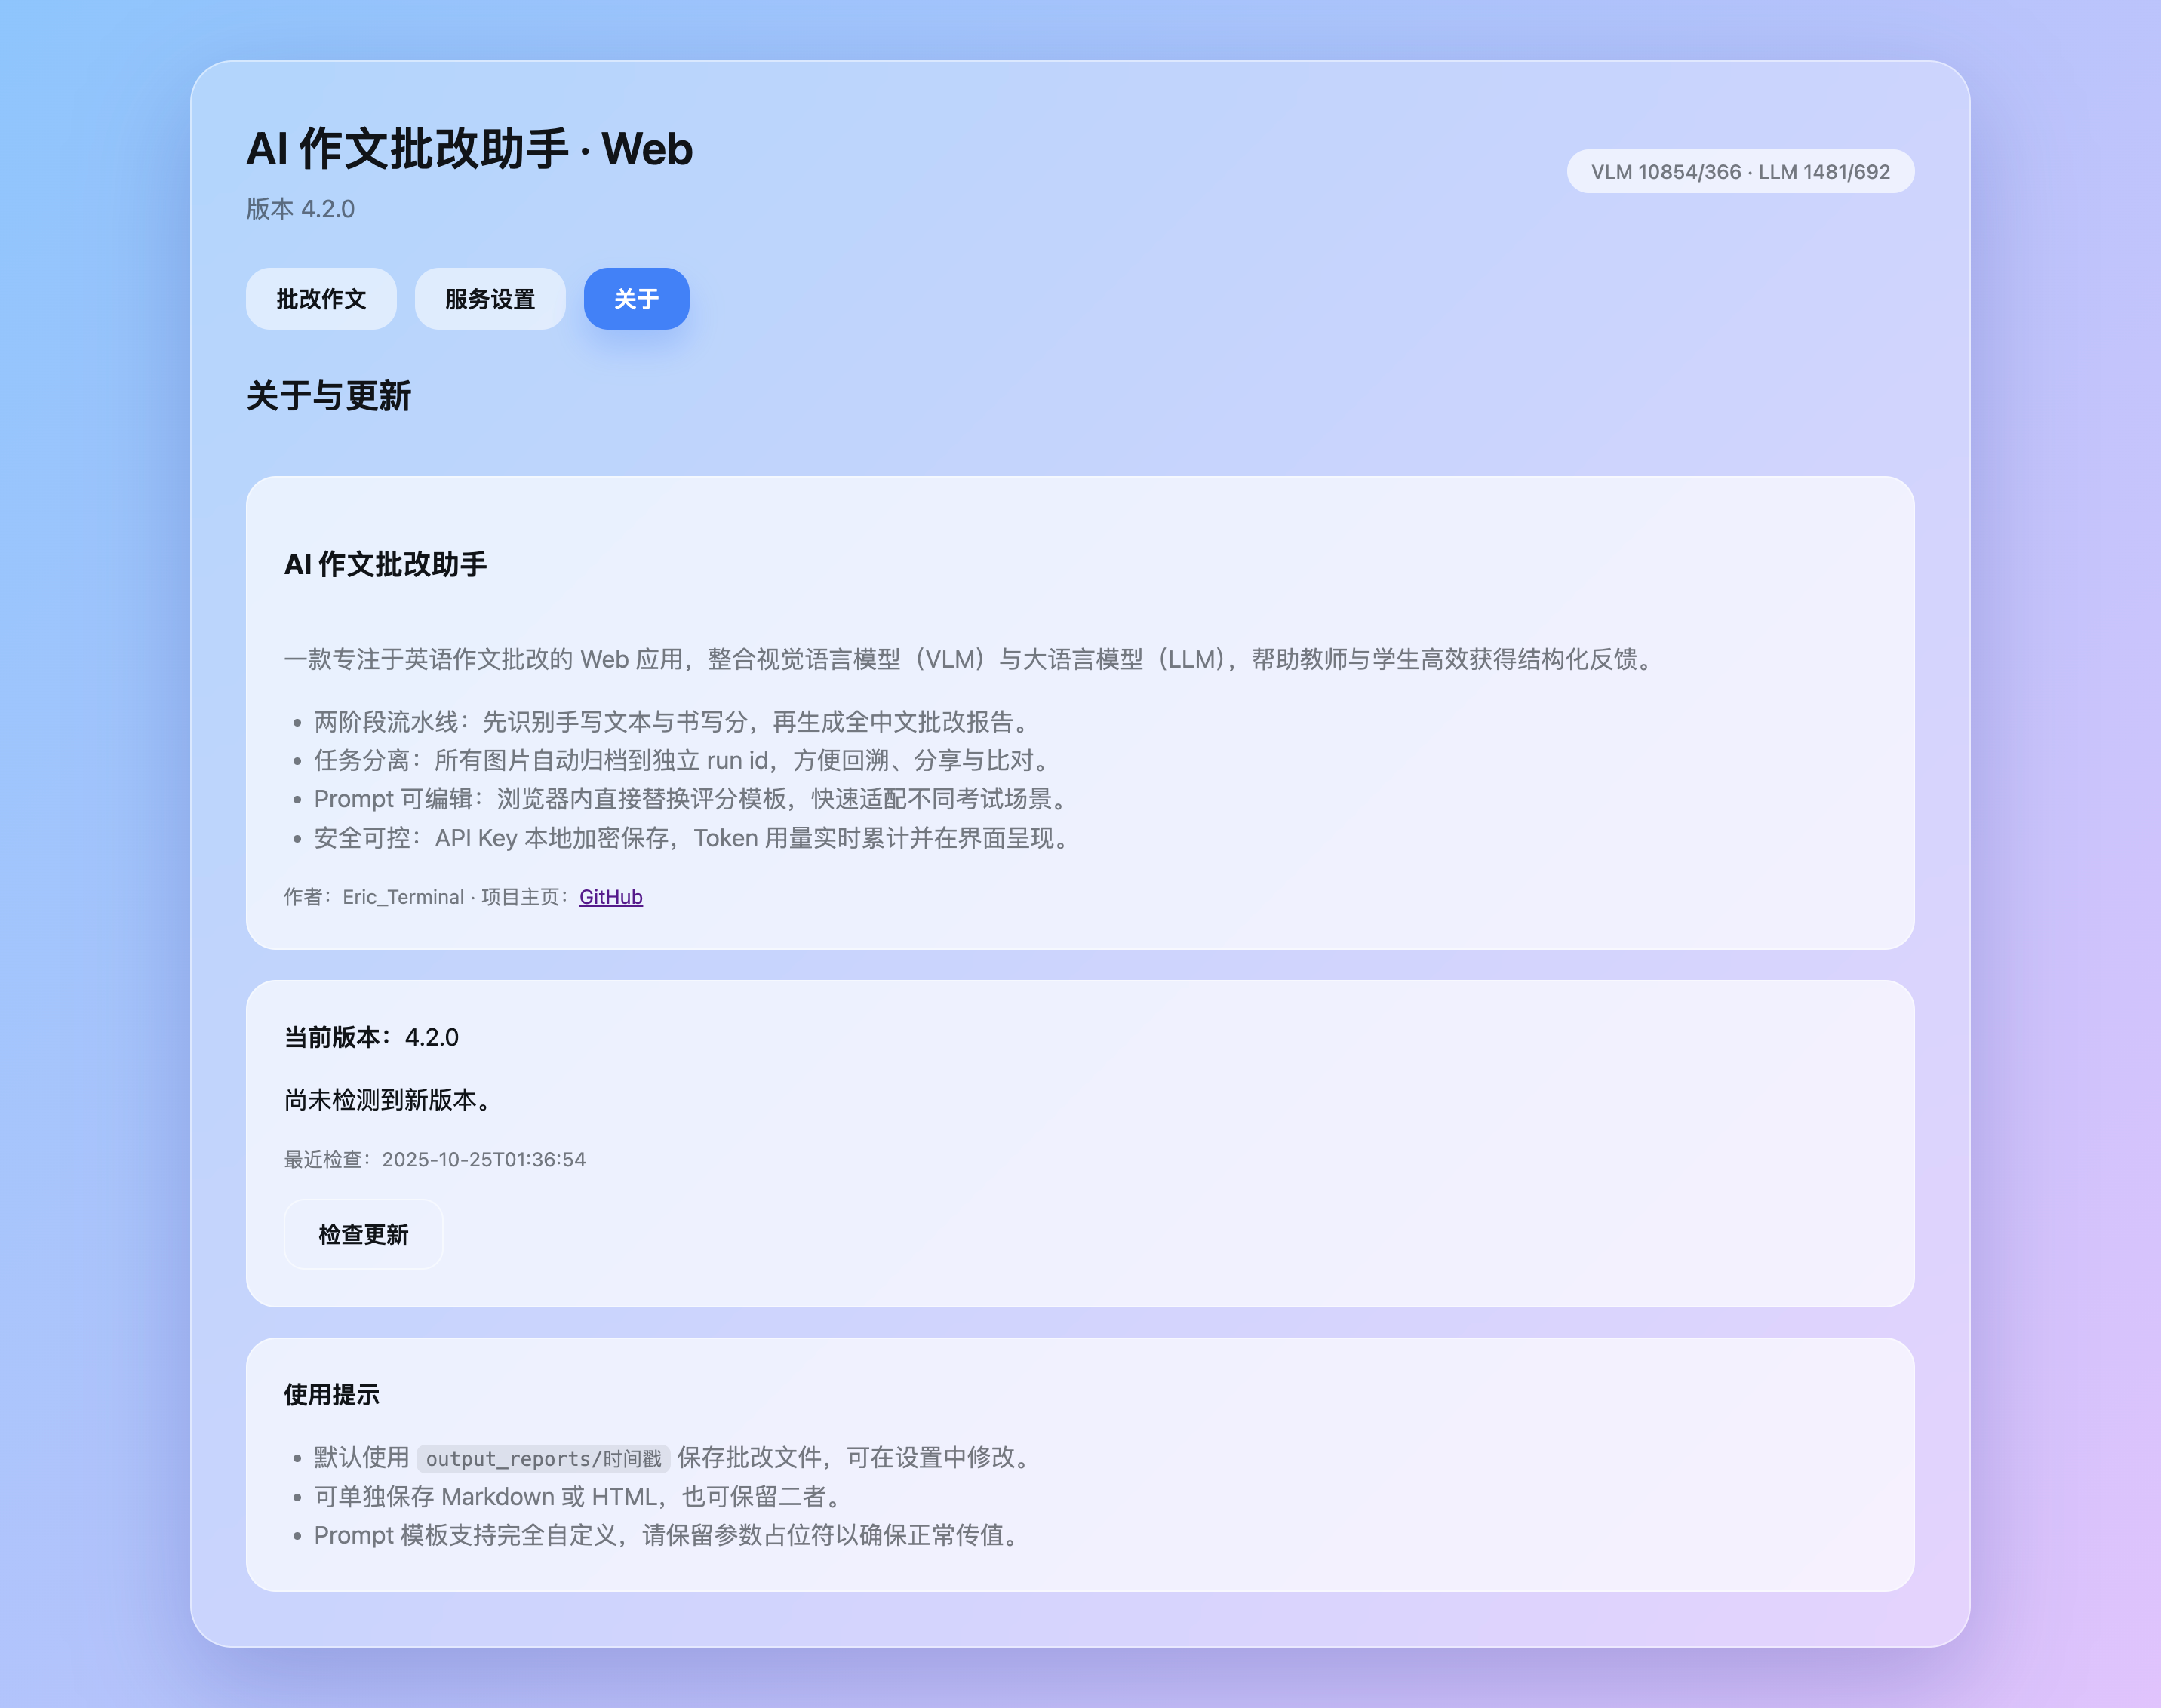 AI 作文批改助手 · Web
版本 4.2.0
VLM 10854/366 · LLM 1481/692
批改作文
服务设置
关于
关于与更新
AI 作文批改助手
一款专注于英语作文批改的 Web 应用，整合视觉语言模型（VLM）与大语言模型（LLM），帮助教师与学生高效获得结构化反馈。
• 两阶段流水线：先识别手写文本与书写分，再生成全中文批改报告。
• 任务分离：所有图片自动归档到独立 run id，方便回溯、分享与比对。
• Prompt 可编辑：浏览器内直接替换评分模板，快速适配不同考试场景。
• 安全可控：API Key 本地加密保存，Token 用量实时累计并在界面呈现。
作者：Eric_Terminal · 项目主页：GitHub
当前版本：4.2.0
尚未检测到新版本。
最近检查：2025-10-25T01:36:54
检查更新
使用提示
• 默认使用 output_reports/时间戳 保存批改文件，可在设置中修改。
• 可单独保存 Markdown 或 HTML，也可保留二者。
• Prompt 模板支持完全自定义，请保留参数占位符以确保正常传值。